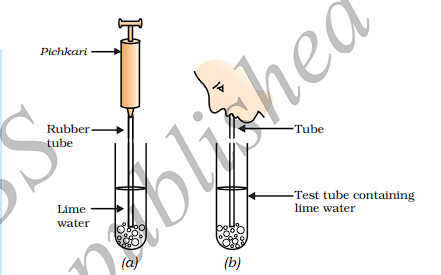 Pichkari
Rubber
tube
Tube
Lime
water
Test tube containing
lime water
(a)
(b)
published